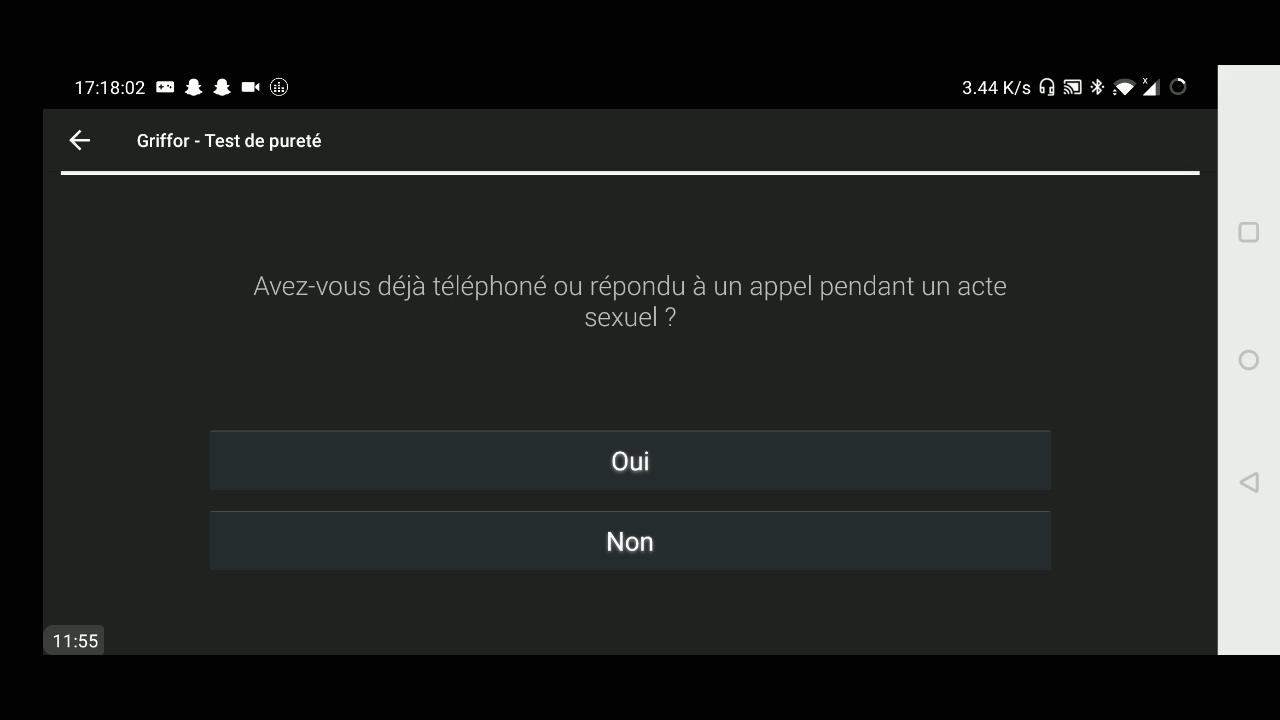 17:18:02
3.44 K/s
Griffor - Test de pureté
Avez-vous déjà téléphoné ou répondu à un appel pendant un acte
sexuel ?
Oui
Non
11:55